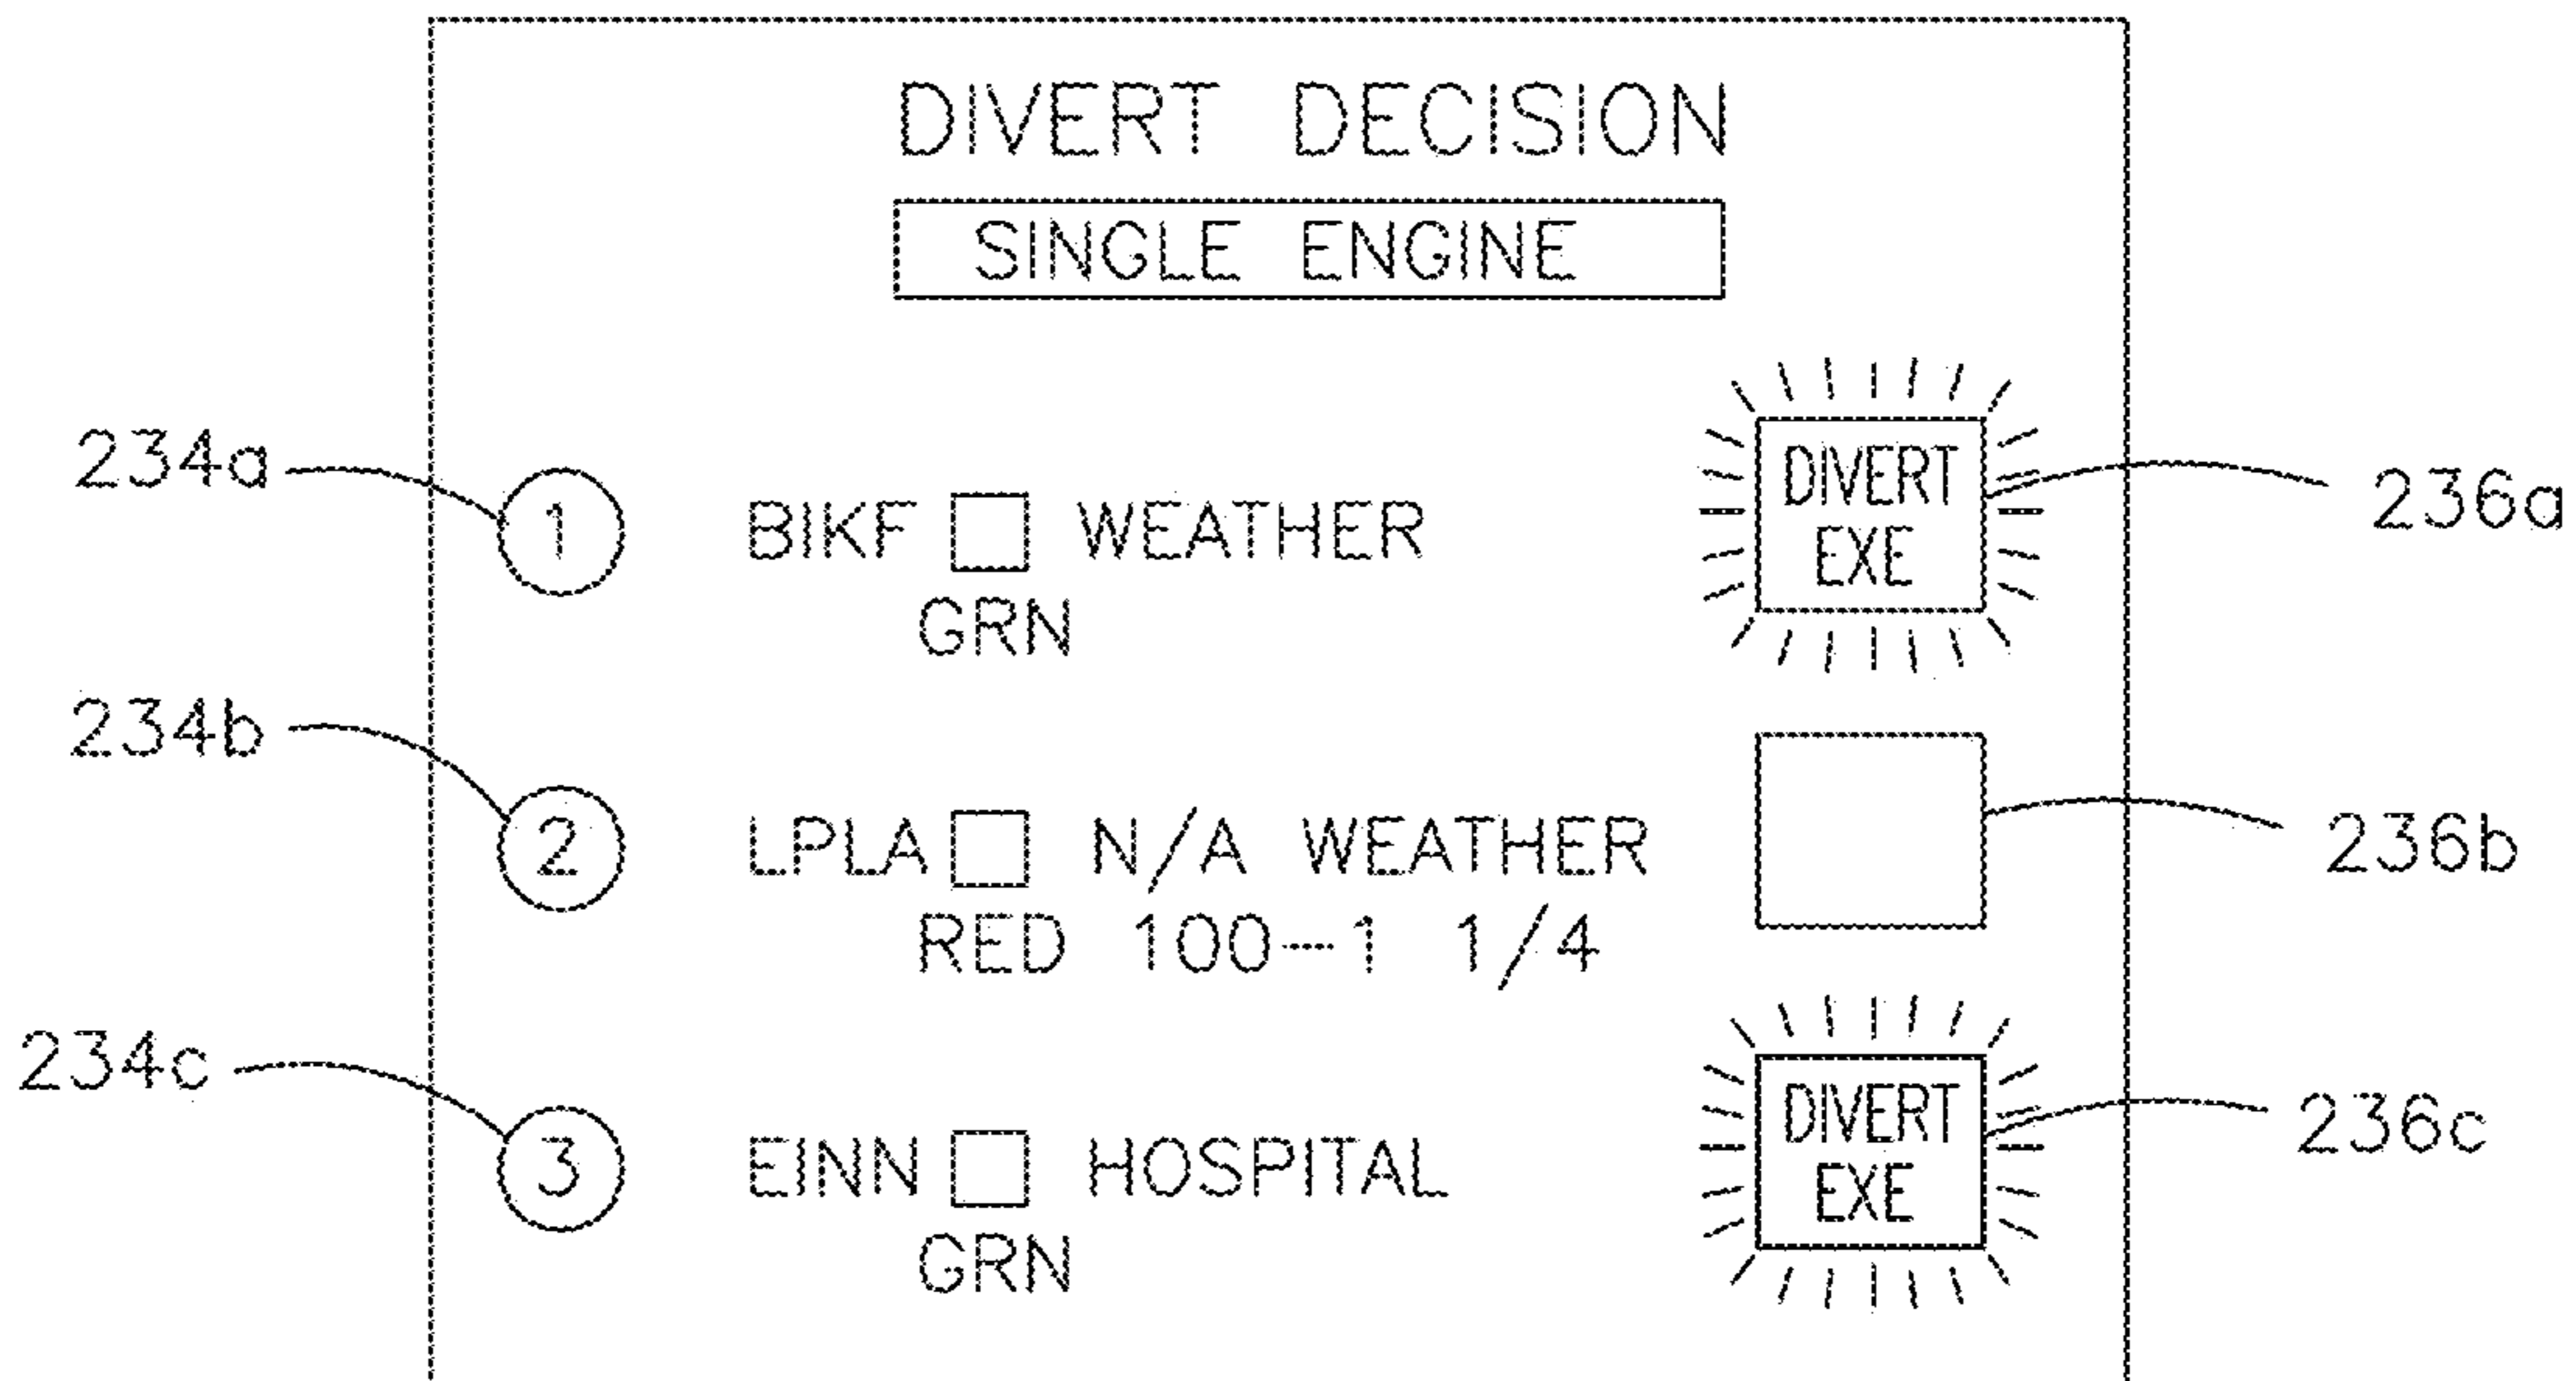 DIVERT DECISION
SINGLE ENGINE
234a
1 BIKF WEATHER
GRN
DIVERT
EXE
236a
234b
2 LPLA N/A WEATHER
RED 100-1 1/4
236b
234c
3 EINN HOSPITAL
GRN
DIVERT
EXE
236c